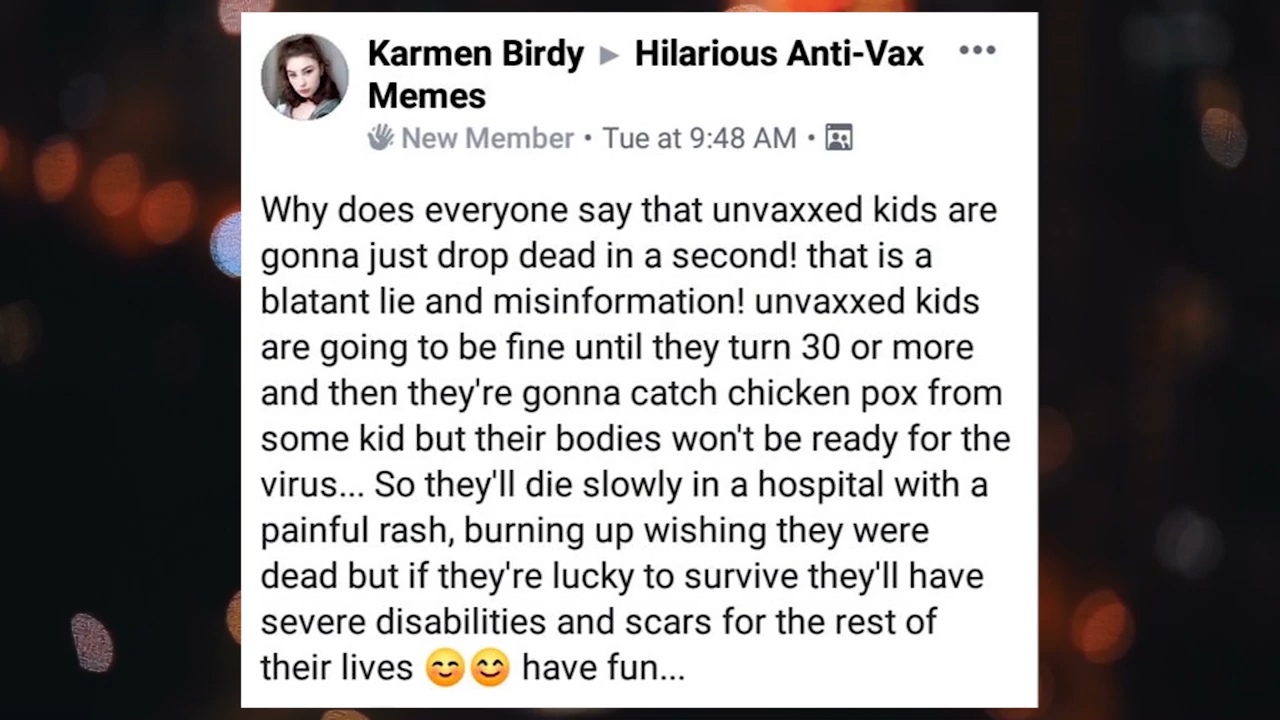 Karmen Birdy ▶ Hilarious Anti-Vax
Memes
New Member • Tue at 9:48 AM •
Why does everyone say that unvaxxed kids are
gonna just drop dead in a second! that is a
blatant lie and misinformation! unvaxxed kids
are going to be fine until they turn 30 or more
and then they're gonna catch chicken pox from
some kid but their bodies won't be ready for the
virus... So they'll die slowly in a hospital with a
painful rash, burning up wishing they were
dead but if they're lucky to survive they'll have
severe disabilities and scars for the rest of
their lives 😊😊 have fun...